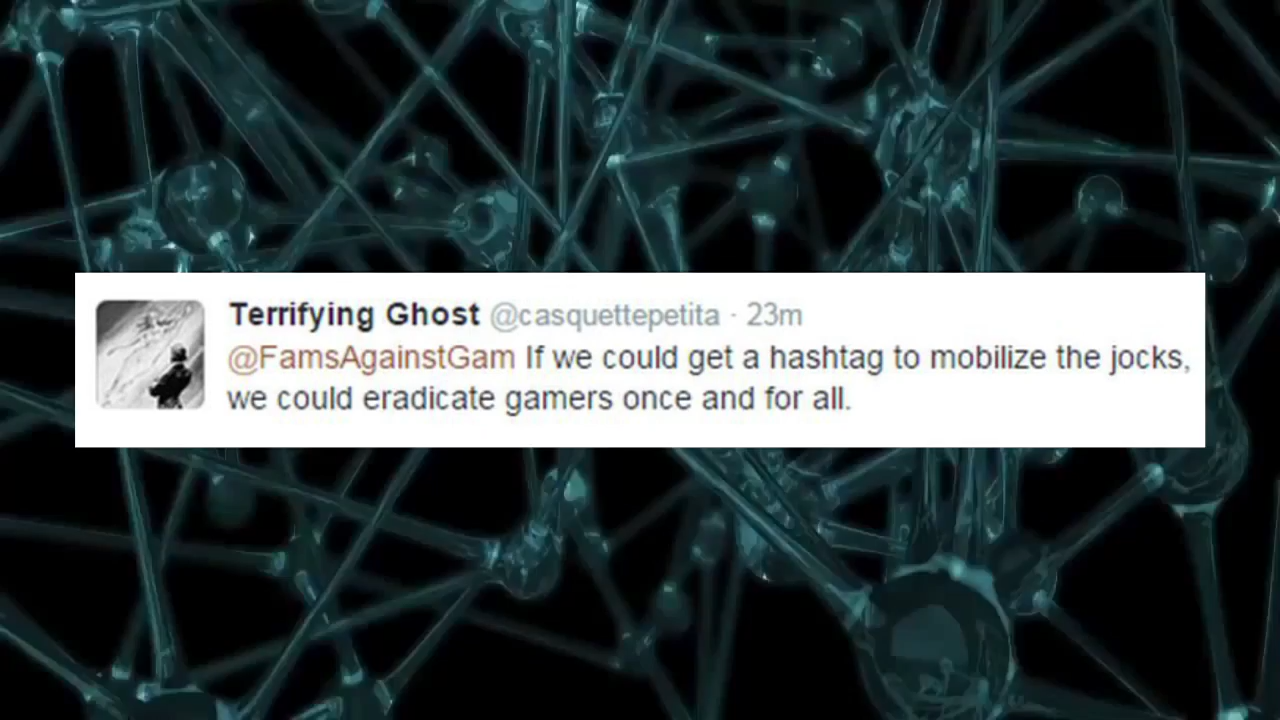 Terrifying Ghost @casquettepetita · 23m
@FamsAgainstGam If we could get a hashtag to mobilize the jocks,
we could eradicate gamers once and for all.